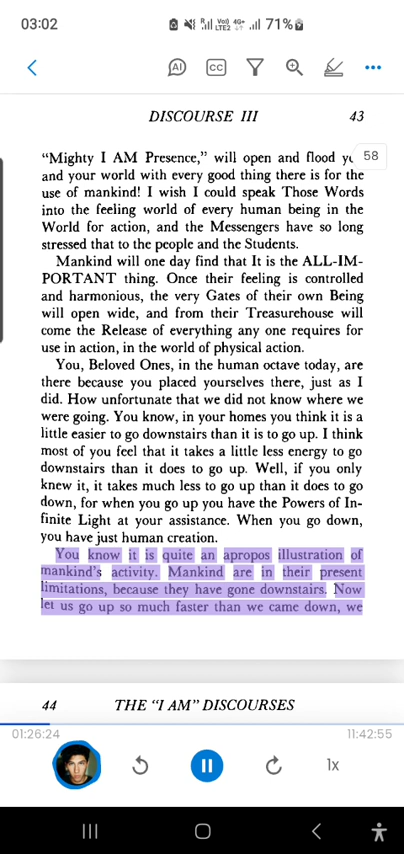 03:02
Vo))
R LTE2 4G+ 71%
AI CC
DISCOURSE III 43
58
"Mighty I AM Presence," will open and flood
and your world with every good thing there is for the
use of mankind! I wish I could speak Those Words
into the feeling world of every human being in the
World for action, and the Messengers have so long
stressed that to the people and the Students.
Mankind will one day find that It is the ALL-IM-
PORTANT thing. Once their feeling is controlled
and harmonious, the very Gates of their own Being
will open wide, and from their Treasurehouse will
come the Release of everything any one requires for
use in action, in the world of physical action.
You, Beloved Ones, in the human octave today, are
there because you placed yourselves there, just as I
did. How unfortunate that we did not know where we
were going. You know, in your homes you think it is a
little easier to go downstairs than it is to go up. I think
most of you feel that it takes a little less energy to go
downstairs than it does to go up. Well, if you only
knew it, it takes much less to go up than it does to go
down, for when you go up you have the Powers of In-
finite Light at your assistance. When you go down,
you have just human creation.
You know it is quite an apropos illustration of
mankind's activity. Mankind are in their present
limitations, because they have gone downstairs. Now
let us go up so much faster than we came down, we
44 THE "I AM" DISCOURSES
01:26:24 11:42:55
1x